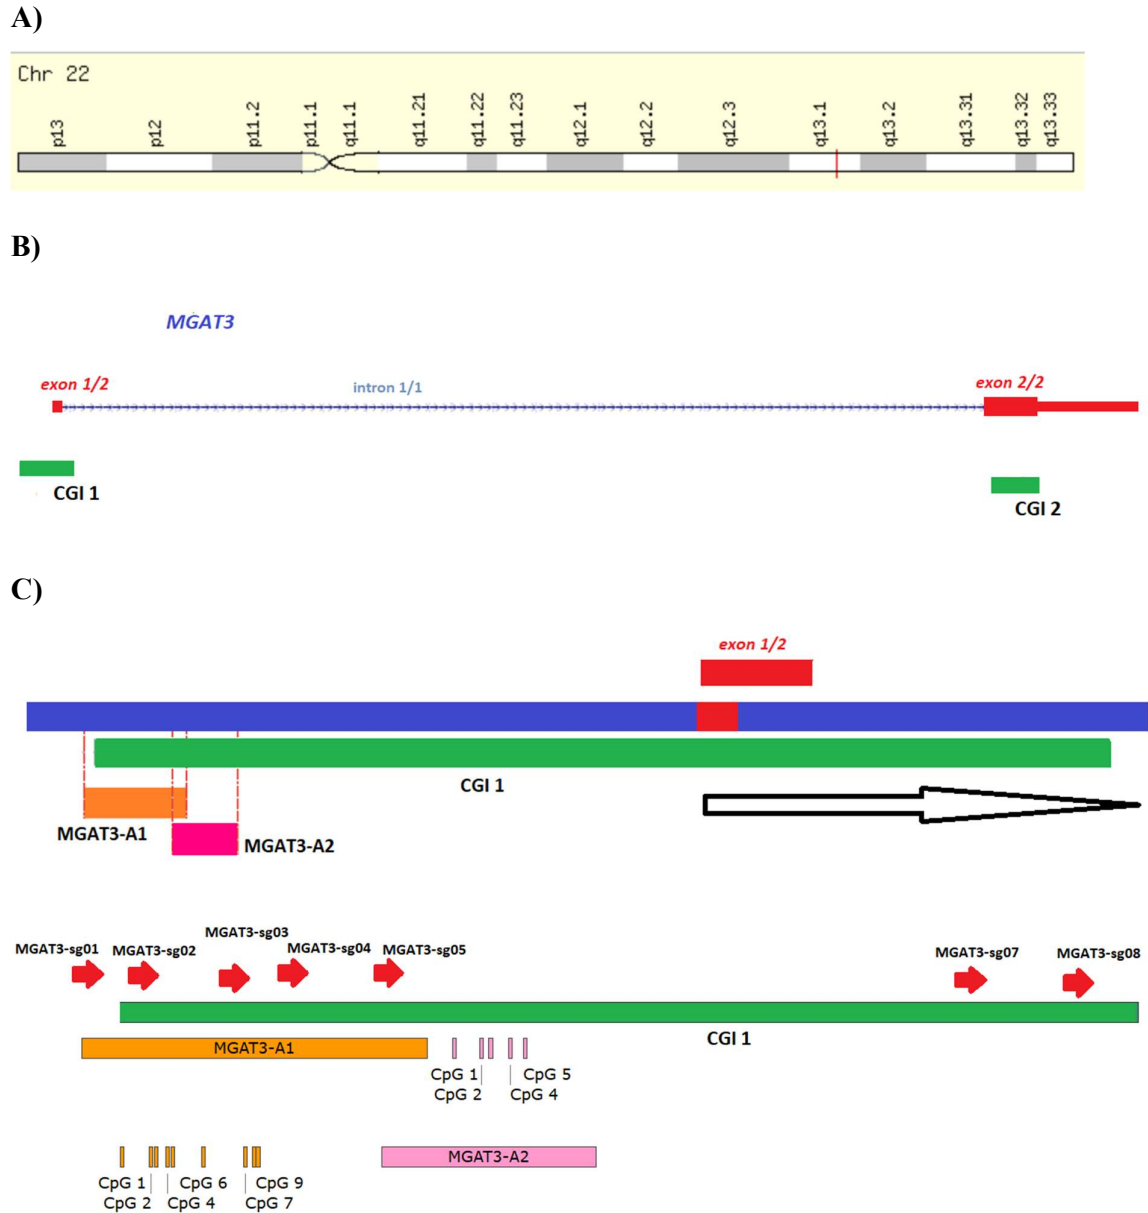 A)
Chr 22
p13 p12 p11.2 p11.1 q11.1 q11.21 q11.22 q11.23 q12.1 q12.2 q12.3 q13.1 q13.2 q13.31 q13.32 q13.33
B)
MGAT3
exon 1/2 intron 1/1 exon 2/2
CGI 1
CGI 2
C)
exon 1/2
CGI 1
MGAT3-A1
MGAT3-A2
MGAT3-sg01 MGAT3-sg02 MGAT3-sg03 MGAT3-sg04 MGAT3-sg05 MGAT3-sg07 MGAT3-sg08
CGI 1
MGAT3-A1
CpG 1 CpG 5
CpG 2 CpG 4
MGAT3-A2
CpG 1 CpG 6 CpG 9
CpG 2 CpG 4 CpG 7